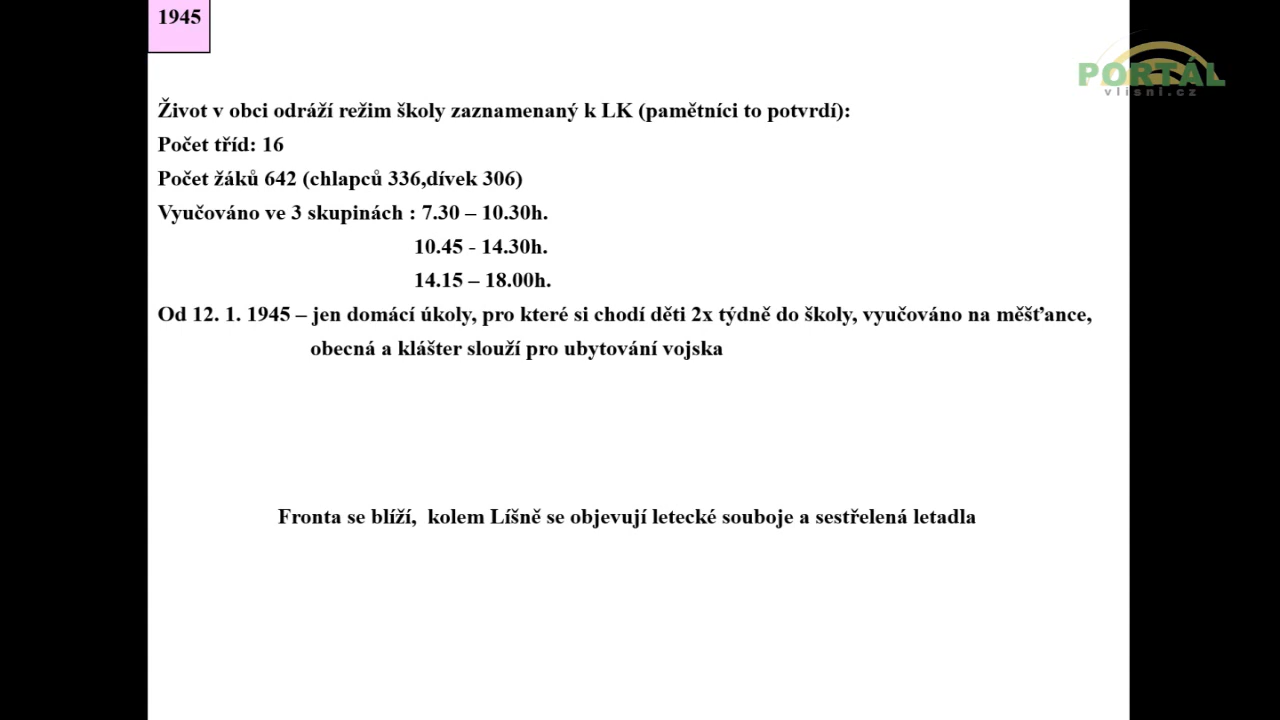 1945
PORTÁL
vlisni.cz
Život v obci odráží režim školy zaznamenaný k LK (pamětníci to potvrdí):
Počet tříd: 16
Počet žáků 642 (chlapců 336,dívek 306)
Vyučováno ve 3 skupinách : 7.30 – 10.30h.
10.45 - 14.30h.
14.15 – 18.00h.
Od 12. 1. 1945 – jen domácí úkoly, pro které si chodí děti 2x týdně do školy, vyučováno na měšťance,
obecná a klášter slouží pro ubytování vojska
Fronta se blíží,  kolem Líšně se objevují letecké souboje a sestřelená letadla